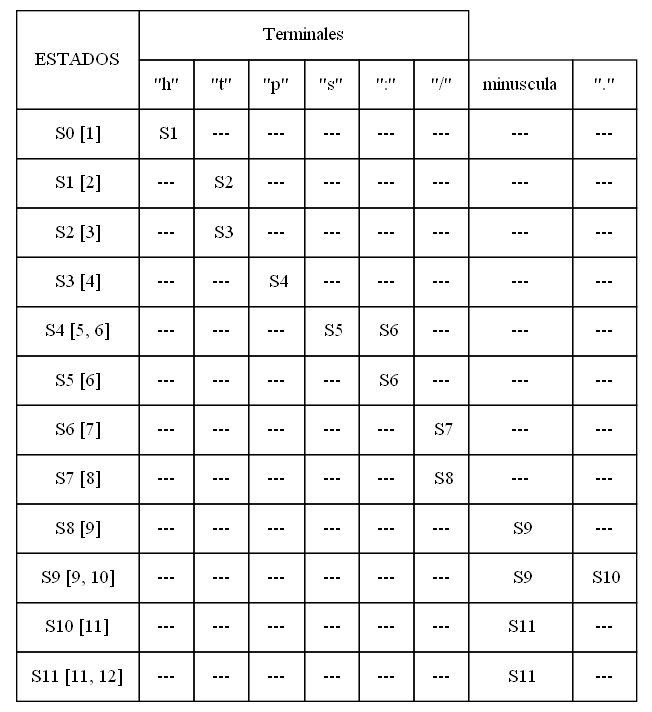 Terminales
ESTADOS
"h" "t" "p" "s" ":" "/" minuscula "."
S0 [1] S1 --- --- --- --- --- --- ---
S1 [2] --- S2 --- --- --- --- --- ---
S2 [3] --- S3 --- --- --- --- --- ---
S3 [4] --- --- S4 --- --- --- --- ---
S4 [5, 6] --- --- --- S5 S6 --- --- ---
S5 [6] --- --- --- --- S6 --- --- ---
S6 [7] --- --- --- --- --- S7 --- ---
S7 [8] --- --- --- --- --- S8 --- ---
S8 [9] --- --- --- --- --- --- S9 ---
S9 [9, 10] --- --- --- --- --- --- S9 S10
S10 [11] --- --- --- --- --- --- S11 ---
S11 [11, 12] --- --- --- --- --- --- S11 ---